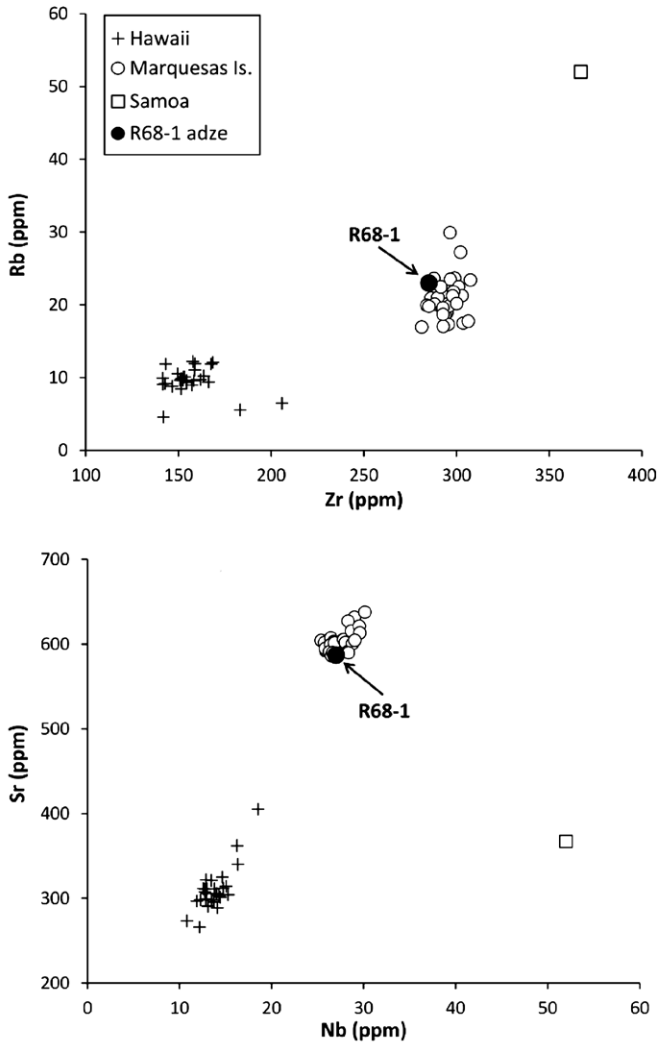 60
50
40
30
20
10
0
Rb (ppm)
Hawaii
Marquesas Is.
Samoa
R68-1 adze
R68-1
100 150 200 250 300 350 400
Zr (ppm)
700
600
500
400
300
200
Sr (ppm)
R68-1
0 10 20 30 40 50 60
Nb (ppm)